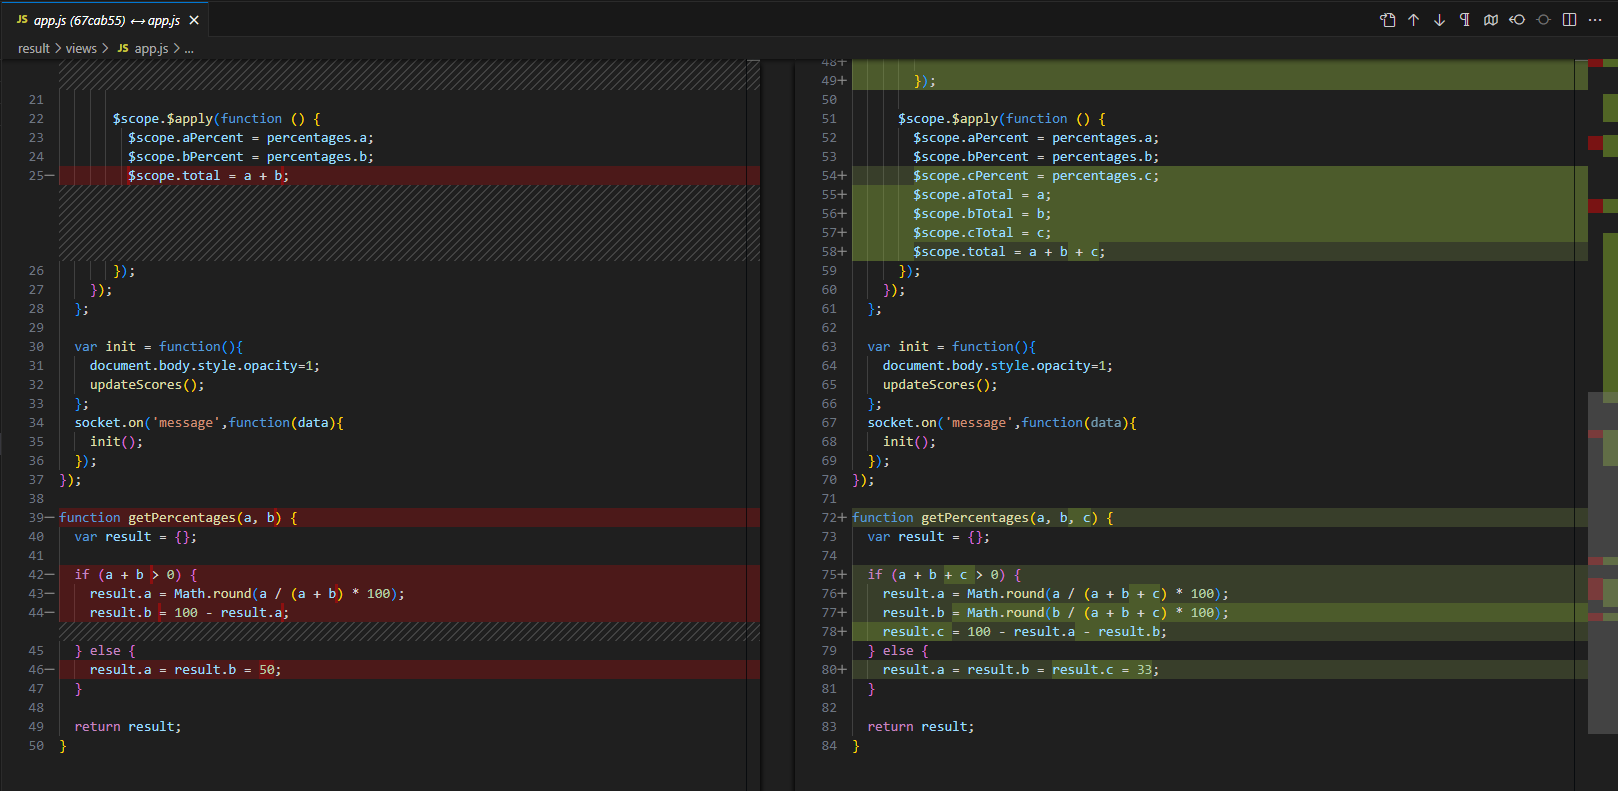 JS app.js (67cab55) ↔ app.js ×
result > views > JS app.js > ...
21
22 $scope.$apply(function () {
23 $scope.aPercent = percentages.a;
24 $scope.bPercent = percentages.b;
25— $scope.total = a + b;
26 });
27 });
28 };
29
30 var init = function(){
31 document.body.style.opacity=1;
32 updateScores();
33 };
34 socket.on('message',function(data){
35 init();
36 });
37 });
38
39— function getPercentages(a, b) {
40 var result = {};
41
42— if (a + b > 0) {
43— result.a = Math.round(a / (a + b) * 100);
44— result.b = 100 - result.a;
45 } else {
46— result.a = result.b = 50;
47 }
48
49 return result;
50 }
48+
49+ });
50
51 $scope.$apply(function () {
52 $scope.aPercent = percentages.a;
53 $scope.bPercent = percentages.b;
54+ $scope.cPercent = percentages.c;
55+ $scope.aTotal = a;
56+ $scope.bTotal = b;
57+ $scope.cTotal = c;
58+ $scope.total = a + b + c;
59 });
60 });
61 };
62
63 var init = function(){
64 document.body.style.opacity=1;
65 updateScores();
66 };
67 socket.on('message',function(data){
68 init();
69 });
70 });
71
72+ function getPercentages(a, b, c) {
73 var result = {};
74
75+ if (a + b + c > 0) {
76+ result.a = Math.round(a / (a + b + c) * 100);
77+ result.b = Math.round(b / (a + b + c) * 100);
78+ result.c = 100 - result.a - result.b;
79 } else {
80+ result.a = result.b = result.c = 33;
81 }
82
83 return result;
84 }